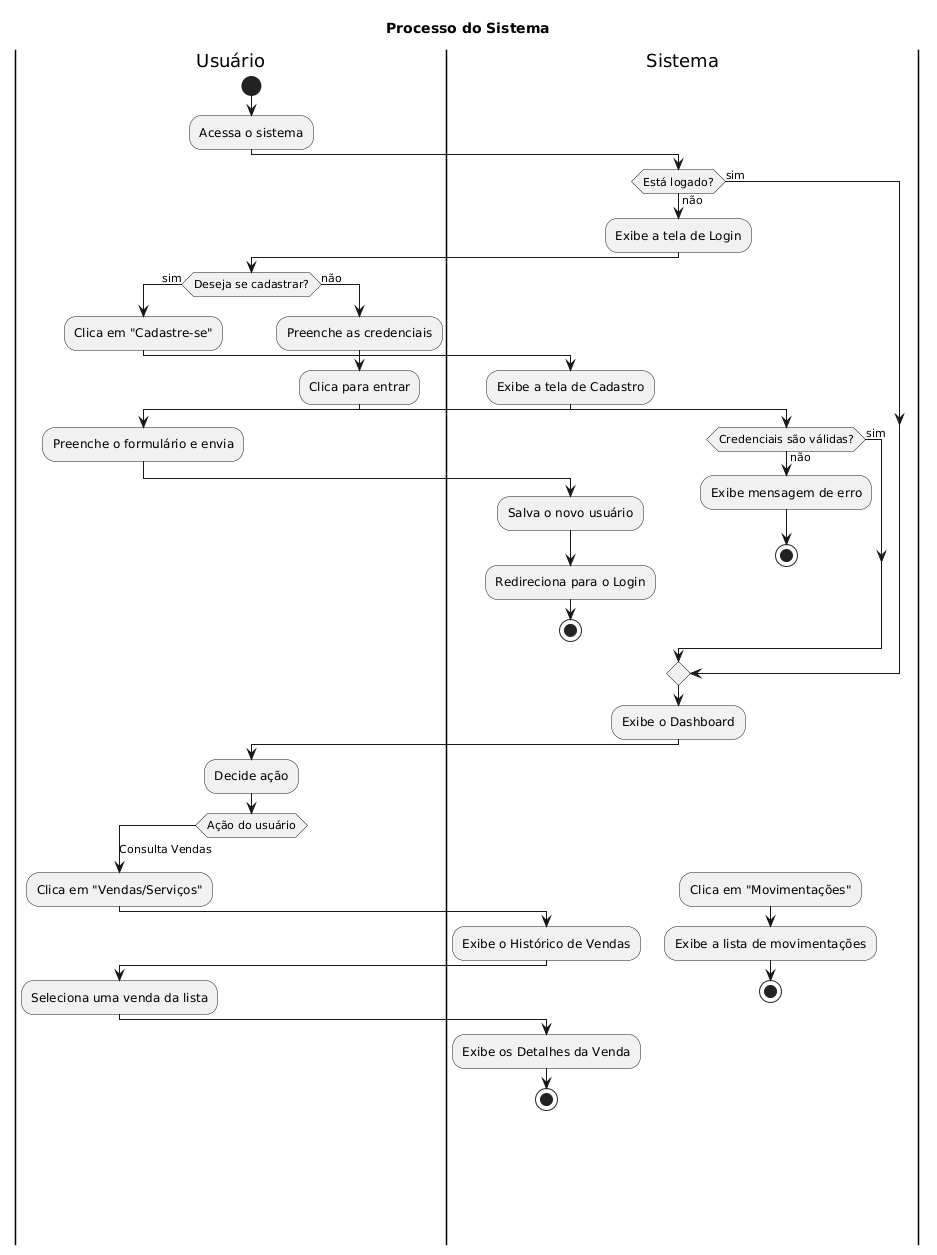 Processo do Sistema
Usuário
Sistema
Acessa o sistema
Está logado?
sim
não
Exibe a tela de Login
sim
Deseja se cadastrar?
não
Clica em "Cadastre-se"
Preenche as credenciais
Clica para entrar
Exibe a tela de Cadastro
Preenche o formulário e envia
Credenciais são válidas?
sim
não
Exibe mensagem de erro
Salva o novo usuário
Redireciona para o Login
Exibe o Dashboard
Decide ação
Ação do usuário
Consulta Vendas
Clica em "Vendas/Serviços"
Clica em "Movimentações"
Exibe o Histórico de Vendas
Exibe a lista de movimentações
Seleciona uma venda da lista
Exibe os Detalhes da Venda